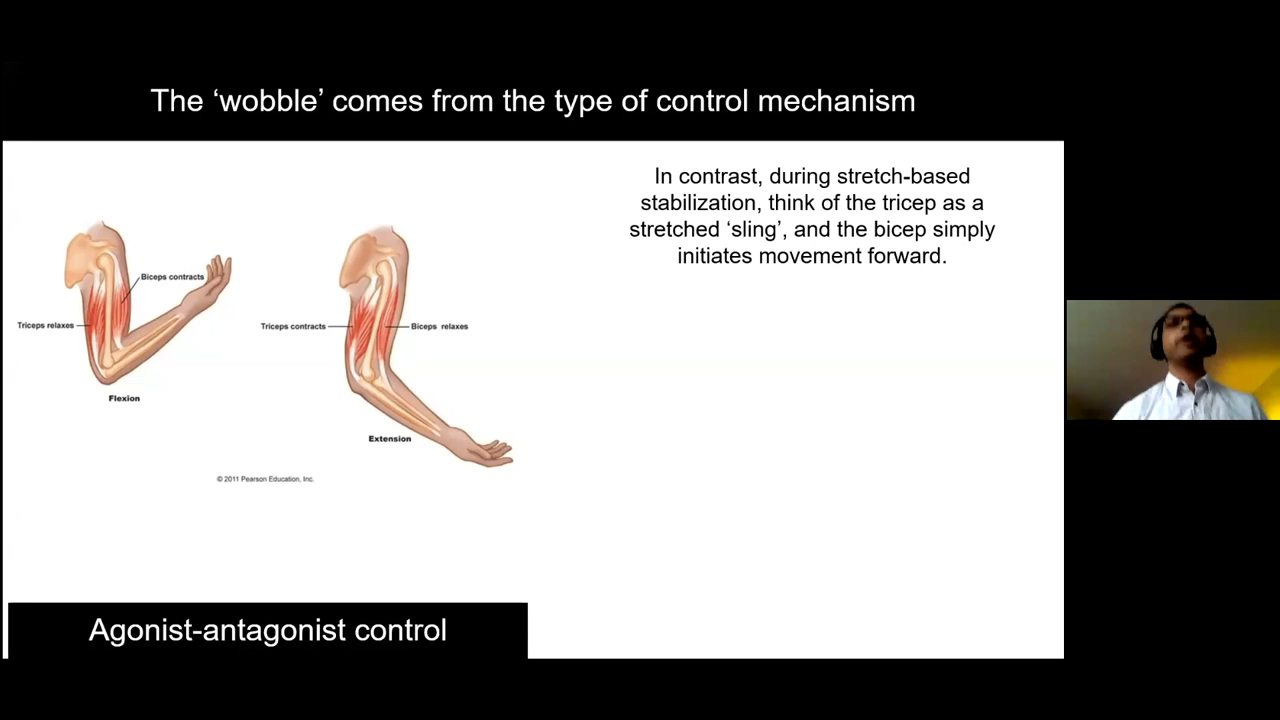 The ‘wobble’ comes from the type of control mechanism
In contrast, during stretch-based
stabilization, think of the tricep as a
stretched ‘sling’, and the bicep simply
initiates movement forward.
Biceps contracts
Triceps relaxes
Flexion
Triceps contracts
Biceps relaxes
Extension
© 2011 Pearson Education, Inc.
Agonist-antagonist control